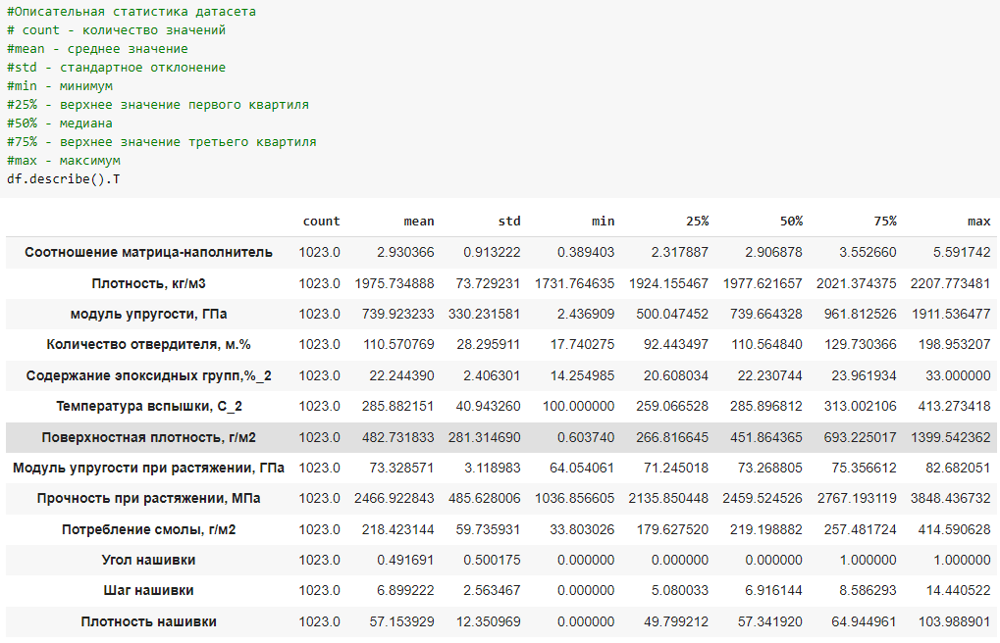 #Описательная статистика датасета
# count - количество значений
#mean - среднее значение
#std - стандартное отклонение
#min - минимум
#25% - верхнее значение первого квартиля
#50% - медиана
#75% - верхнее значение третьего квартиля
#max - максимум
df.describe().T
count mean std min 25% 50% 75% max
Соотношение матрица-наполнитель 1023.0 2.930366 0.913222 0.389403 2.317887 2.906878 3.552660 5.591742
Плотность, кг/м3 1023.0 1975.734888 73.729231 1731.764635 1924.155467 1977.621657 2021.374375 2207.773481
модуль упругости, ГПа 1023.0 739.923233 330.231581 2.436909 500.047452 739.664328 961.812526 1911.536477
Количество отвердителя, м.% 1023.0 110.570769 28.295911 17.740275 92.443497 110.564840 129.730366 198.953207
Содержание эпоксидных групп,%_2 1023.0 22.244390 2.406301 14.254985 20.608034 22.230744 23.961934 33.000000
Температура вспышки, С_2 1023.0 285.882151 40.943260 100.000000 259.066528 285.896812 313.002106 413.273418
Поверхностная плотность, г/м2 1023.0 482.731833 281.314690 0.603740 266.816645 451.864365 693.225017 1399.542362
Модуль упругости при растяжении, ГПа 1023.0 73.328571 3.118983 64.054061 71.245018 73.268805 75.356612 82.682051
Прочность при растяжении, МПа 1023.0 2466.922843 485.628006 1036.856605 2135.850448 2459.524526 2767.193119 3848.436732
Потребление смолы, г/м2 1023.0 218.423144 59.735931 33.803026 179.627520 219.198882 257.481724 414.590628
Угол нашивки 1023.0 0.491691 0.500175 0.000000 0.000000 0.000000 1.000000 1.000000
Шаг нашивки 1023.0 6.899222 2.563467 0.000000 5.080033 6.916144 8.586293 14.440522
Плотность нашивки 1023.0 57.153929 12.350969 0.000000 49.799212 57.341920 64.944961 103.988901